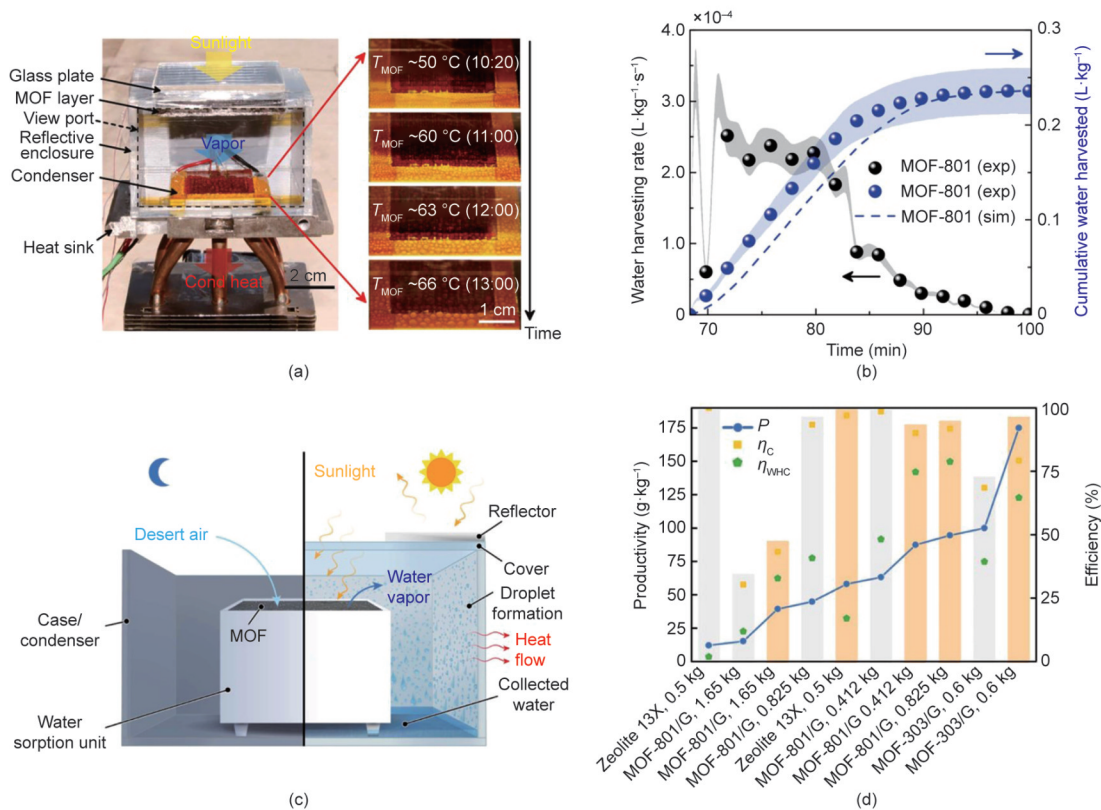 Sunlight
Glass plate
MOF layer
View port
Reflective
enclosure
Condenser
Heat sink
Vapor
Cond heat
2 cm
T_MOF ~50 °C (10:20)
T_MOF ~60 °C (11:00)
T_MOF ~63 °C (12:00)
T_MOF ~66 °C (13:00)
1 cm
Time
(a)
×10⁻⁴
4.0
3.0
2.0
1.0
0
Water harvesting rate (L·kg⁻¹·s⁻¹)
70 80 90 100
Time (min)
0.3
0.2
0.1
0
Cumulative water harvested (L·kg⁻¹)
MOF-801 (exp)
MOF-801 (exp)
MOF-801 (sim)
(b)
Sunlight
Desert air
Reflector
Cover
Water
vapor
Droplet
formation
Case/
condenser
MOF
Heat
flow
Water
sorption unit
Collected
water
(c)
175
150
125
100
75
50
25
0
Productivity (g·kg⁻¹)
P
η_C
η_WHC
100
75
50
25
0
Efficiency (%)
Zeolite 13X, 0.5 kg
MOF-801/G, 1.65 kg
MOF-801/G, 1.65 kg
MOF-801/G, 0.825 kg
Zeolite 13X, 0.5 kg
MOF-801/G, 0.412 kg
MOF-801/G 0.412 kg
MOF-801/G, 0.825 kg
MOF-303/G, 0.6 kg
MOF-303/G, 0.6 kg
(d)